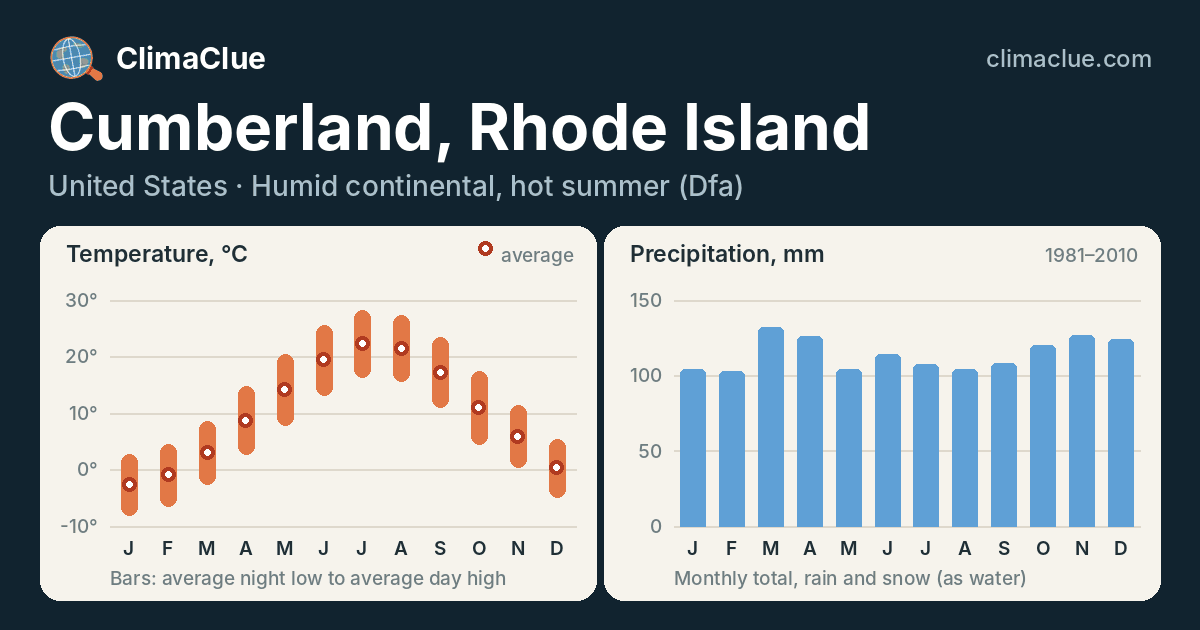 ClimaClue
climaclue.com
Cumberland, Rhode Island
United States · Humid continental, hot summer (Dfa)
Temperature, °C
average
30°
20°
10°
0°
-10°
J F M A M J J A S O N D
Bars: average night low to average day high
Precipitation, mm
1981–2010
150
100
50
0
J F M A M J J A S O N D
Monthly total, rain and snow (as water)